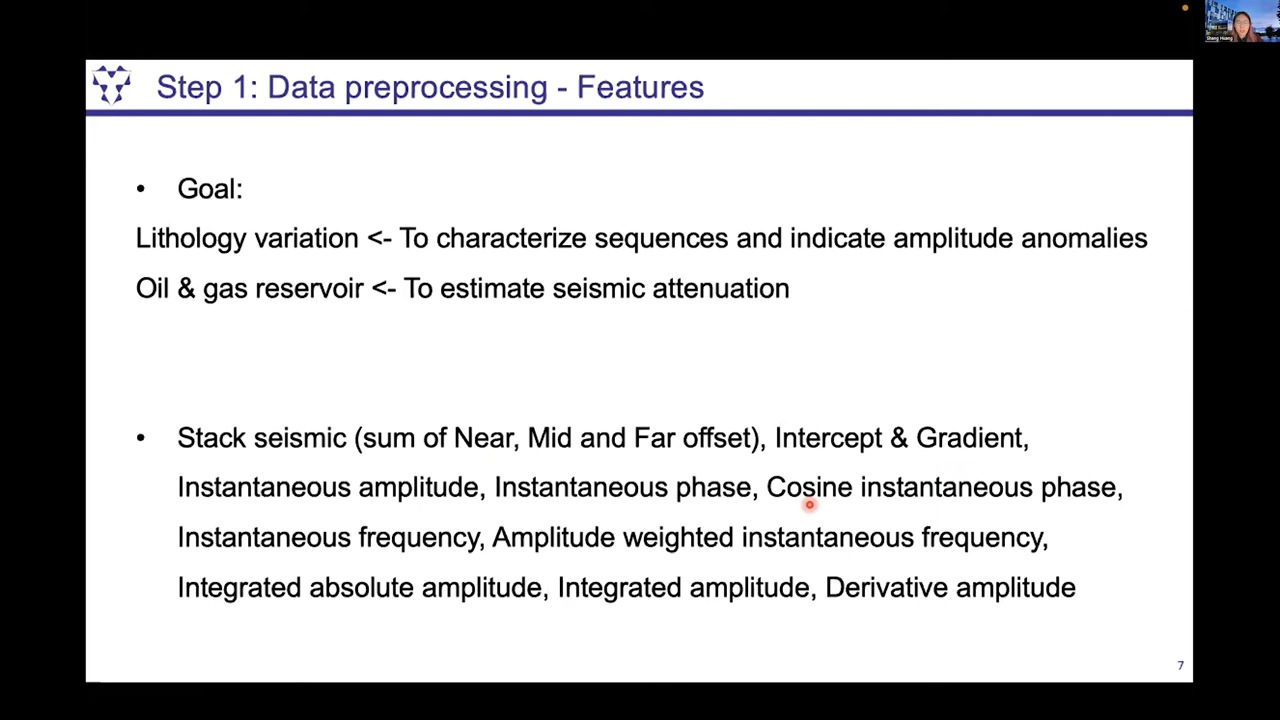 Shang Huang
Step 1: Data preprocessing - Features
• Goal:
Lithology variation <- To characterize sequences and indicate amplitude anomalies
Oil & gas reservoir <- To estimate seismic attenuation
• Stack seismic (sum of Near, Mid and Far offset), Intercept & Gradient,
Instantaneous amplitude, Instantaneous phase, Cosine instantaneous phase,
Instantaneous frequency, Amplitude weighted instantaneous frequency,
Integrated absolute amplitude, Integrated amplitude, Derivative amplitude
7